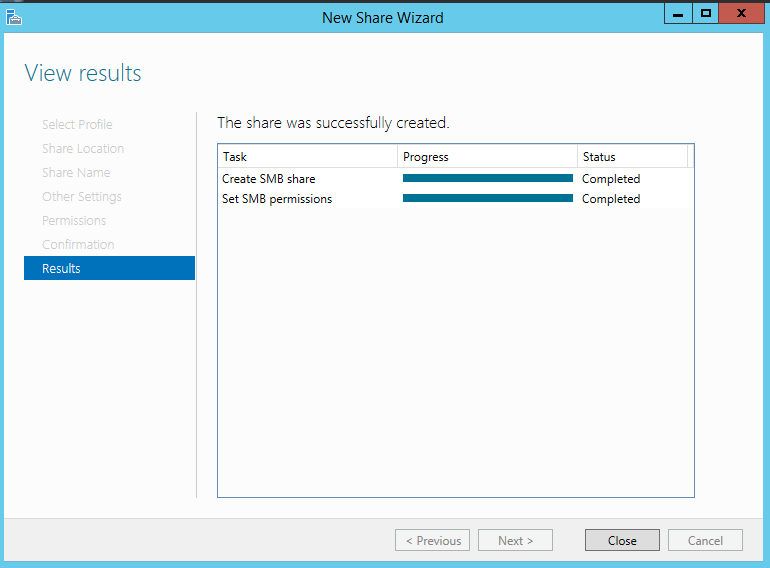 New Share Wizard
View results
Select Profile
Share Location
Share Name
Other Settings
Permissions
Confirmation
Results
The share was successfully created.
Task Progress Status
Create SMB share Completed
Set SMB permissions Completed
< Previous Next > Close Cancel